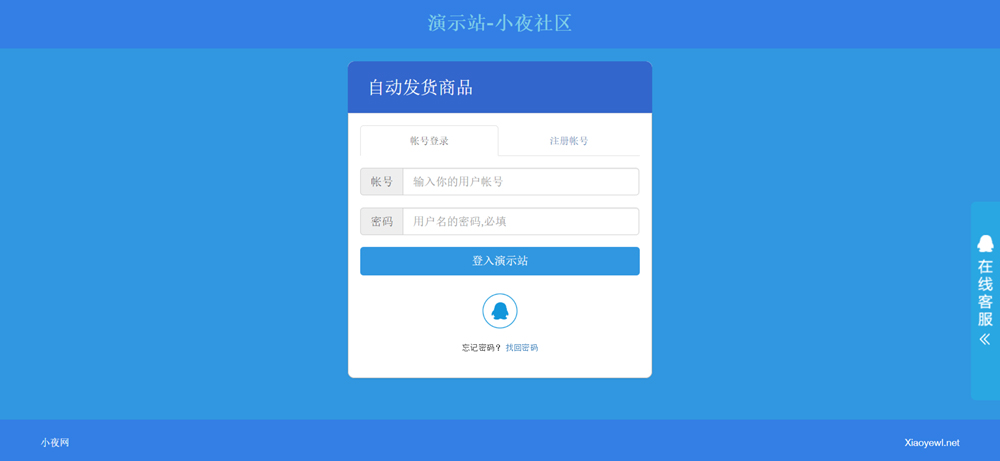 演示站-小夜社区
自动发货商品
帐号登录
注册帐号
帐号
输入你的用户帐号
密码
用户名的密码,必填
登入演示站
忘记密码？ 找回密码
在线客服
小夜网
Xiaoyewl.net